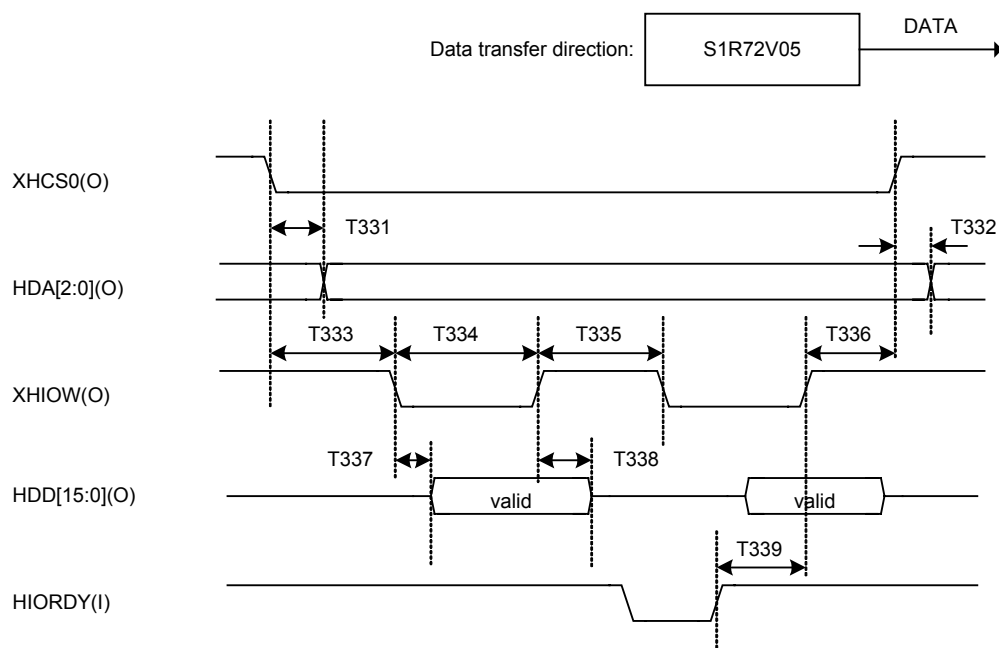 DATA
Data transfer direction: S1R72V05
XHCS0(O)
T331 T332
HDA[2:0](O)
T333 T334 T335 T336
XHIOW(O)
T337 T338
HDD[15:0](O) valid valid
T339
HIORDY(I)